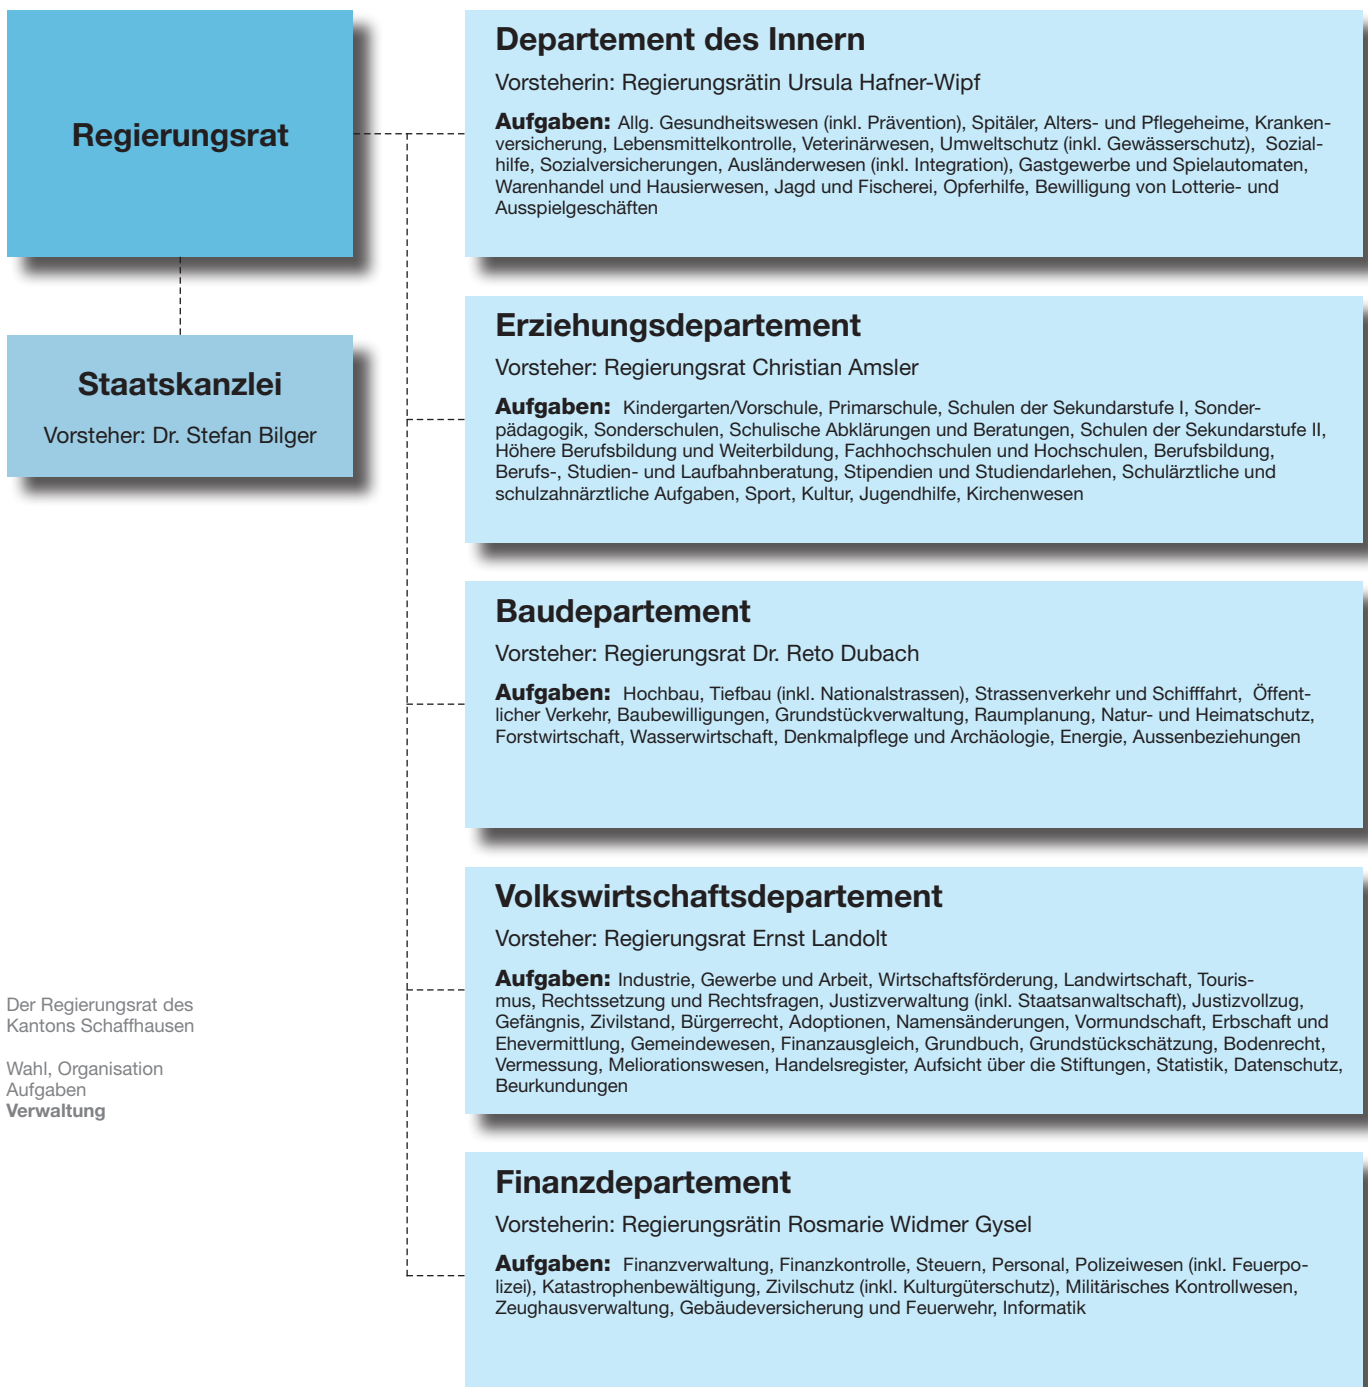 Regierungsrat
Staatskanzlei
Vorsteher: Dr. Stefan Bilger
Departement des Innern
Vorsteherin: Regierungsrätin Ursula Hafner-Wipf
Aufgaben: Allg. Gesundheitswesen (inkl. Prävention), Spitäler, Alters- und Pflegeheime, Kranken-
versicherung, Lebensmittelkontrolle, Veterinärwesen, Umweltschutz (inkl. Gewässerschutz), Sozial-
hilfe, Sozialversicherungen, Ausländerwesen (inkl. Integration), Gastgewerbe und Spielautomaten,
Warenhandel und Hausierwesen, Jagd und Fischerei, Opferhilfe, Bewilligung von Lotterie- und
Ausspielgeschäften
Erziehungsdepartement
Vorsteher: Regierungsrat Christian Amsler
Aufgaben: Kindergarten/Vorschule, Primarschule, Schulen der Sekundarstufe I, Sonder-
pädagogik, Sonderschulen, Schulische Abklärungen und Beratungen, Schulen der Sekundarstufe II,
Höhere Berufsbildung und Weiterbildung, Fachhochschulen und Hochschulen, Berufsbildung,
Berufs-, Studien- und Laufbahnberatung, Stipendien und Studiendarlehen, Schulärztliche und
schulzahnärztliche Aufgaben, Sport, Kultur, Jugendhilfe, Kirchenwesen
Baudepartement
Vorsteher: Regierungsrat Dr. Reto Dubach
Aufgaben: Hochbau, Tiefbau (inkl. Nationalstrassen), Strassenverkehr und Schifffahrt, Öffent-
licher Verkehr, Baubewilligungen, Grundstückverwaltung, Raumplanung, Natur- und Heimatschutz,
Forstwirtschaft, Wasserwirtschaft, Denkmalpflege und Archäologie, Energie, Aussenbeziehungen
Volkswirtschaftsdepartement
Vorsteher: Regierungsrat Ernst Landolt
Aufgaben: Industrie, Gewerbe und Arbeit, Wirtschaftsförderung, Landwirtschaft, Touris-
mus, Rechtssetzung und Rechtsfragen, Justizverwaltung (inkl. Staatsanwaltschaft), Justizvollzug,
Gefängnis, Zivilstand, Bürgerrecht, Adoptionen, Namensänderungen, Vormundschaft, Erbschaft und
Ehevermittlung, Gemeindewesen, Finanzausgleich, Grundbuch, Grundstückschätzung, Bodenrecht,
Vermessung, Meliorationswesen, Handelsregister, Aufsicht über die Stiftungen, Statistik, Datenschutz,
Beurkundungen
Der Regierungsrat des
Kantons Schaffhausen
Wahl, Organisation
Aufgaben
Verwaltung
Finanzdepartement
Vorsteherin: Regierungsrätin Rosmarie Widmer Gysel
Aufgaben: Finanzverwaltung, Finanzkontrolle, Steuern, Personal, Polizeiwesen (inkl. Feuerpo-
lizei), Katastrophenbewältigung, Zivilschutz (inkl. Kulturgüterschutz), Militärisches Kontrollwesen,
Zeughausverwaltung, Gebäudeversicherung und Feuerwehr, Informatik